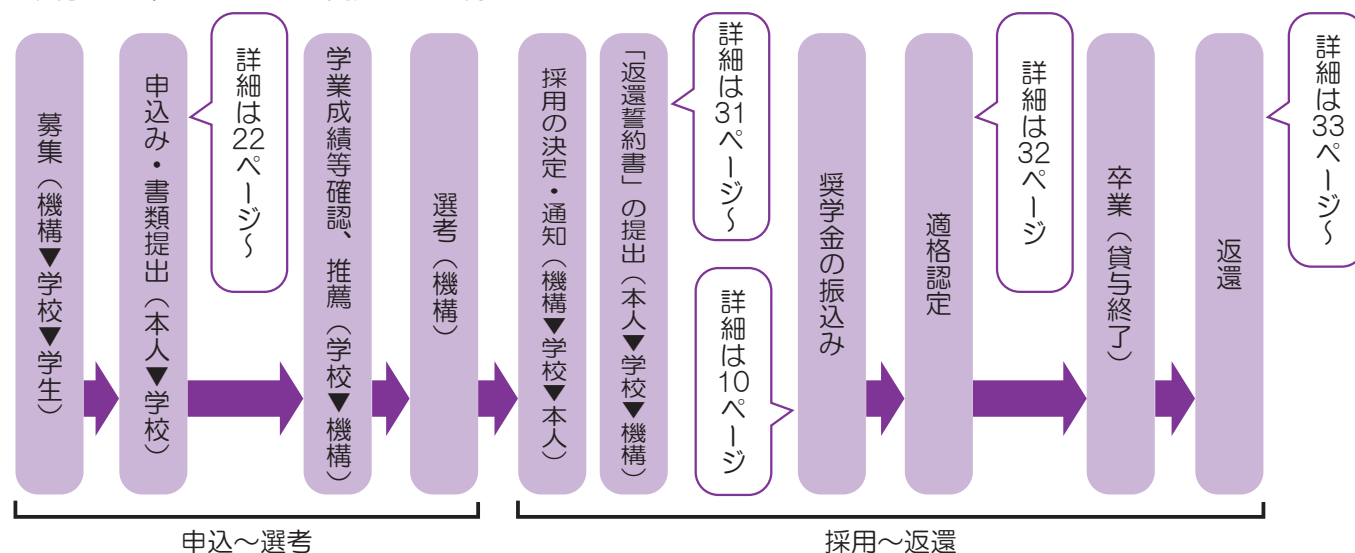 募集（機構▼学校▼学生）
申込み・書類提出（本人▼学校）
詳細は22ページ～
学業成績等確認、推薦（学校▼機構）
選考（機構）
採用の決定・通知（機構▼学校▼本人）
「返還誓約書」の提出（本人▼学校▼機構）
詳細は31ページ～
詳細は10ページ
奨学金の振込み
適格認定
詳細は32ページ
卒業（貸与終了）
返還
詳細は33ページ～
申込～選考
採用～返還